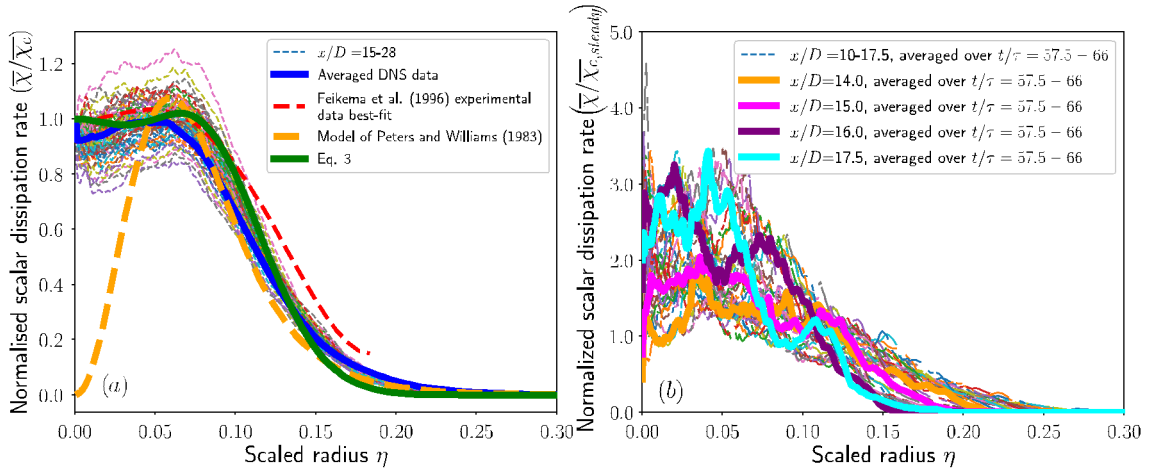 Normalised scalar dissipation rate (χ̅/χ̅c)
1.2
1.0
0.8
0.6
0.4
0.2
0.0
x/D =15-28
Averaged DNS data
Feikema et al. (1996) experimental
data best-fit
Model of Peters and Williams (1983)
Eq. 3
(a)
0.00 0.05 0.10 0.15 0.20 0.25 0.30
Scaled radius η
Normalized scalar dissipation rate (χ̅/χ̅c,steady)
5.0
4.0
3.0
2.0
1.0
0.0
x/D=10-17.5, averaged over t/τ = 57.5 − 66
x/D=14.0, averaged over t/τ = 57.5 − 66
x/D=15.0, averaged over t/τ = 57.5 − 66
x/D=16.0, averaged over t/τ = 57.5 − 66
x/D=17.5, averaged over t/τ = 57.5 − 66
(b)
0.00 0.05 0.10 0.15 0.20 0.25 0.30
Scaled radius η